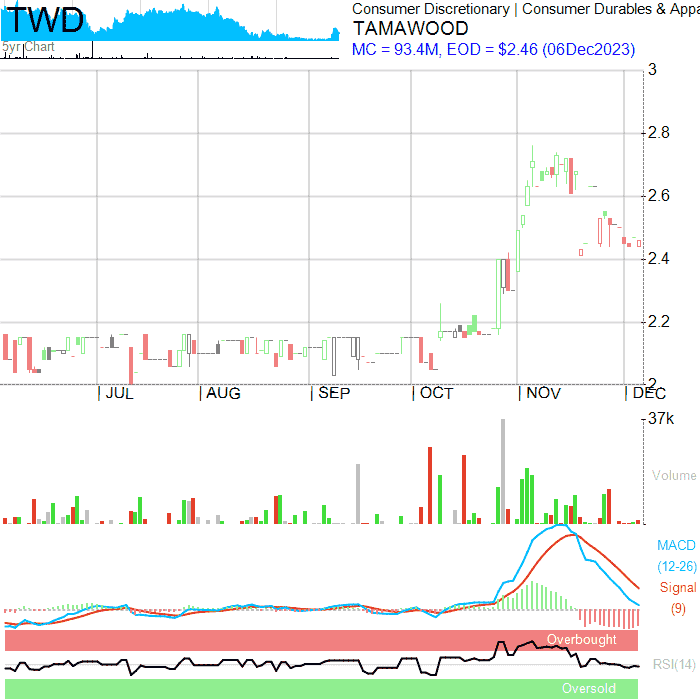 TWD
5yr Chart
Consumer Discretionary | Consumer Durables & Appa
TAMAWOOD
MC = 93.4M, EOD = $2.46 (06Dec2023)
3
2.8
2.6
2.4
2.2
2
| JUL | AUG | SEP | OCT | NOV | DEC
37k
Volume
MACD
(12-26)
Signal
(9)
Overbought
RSI(14)
Oversold